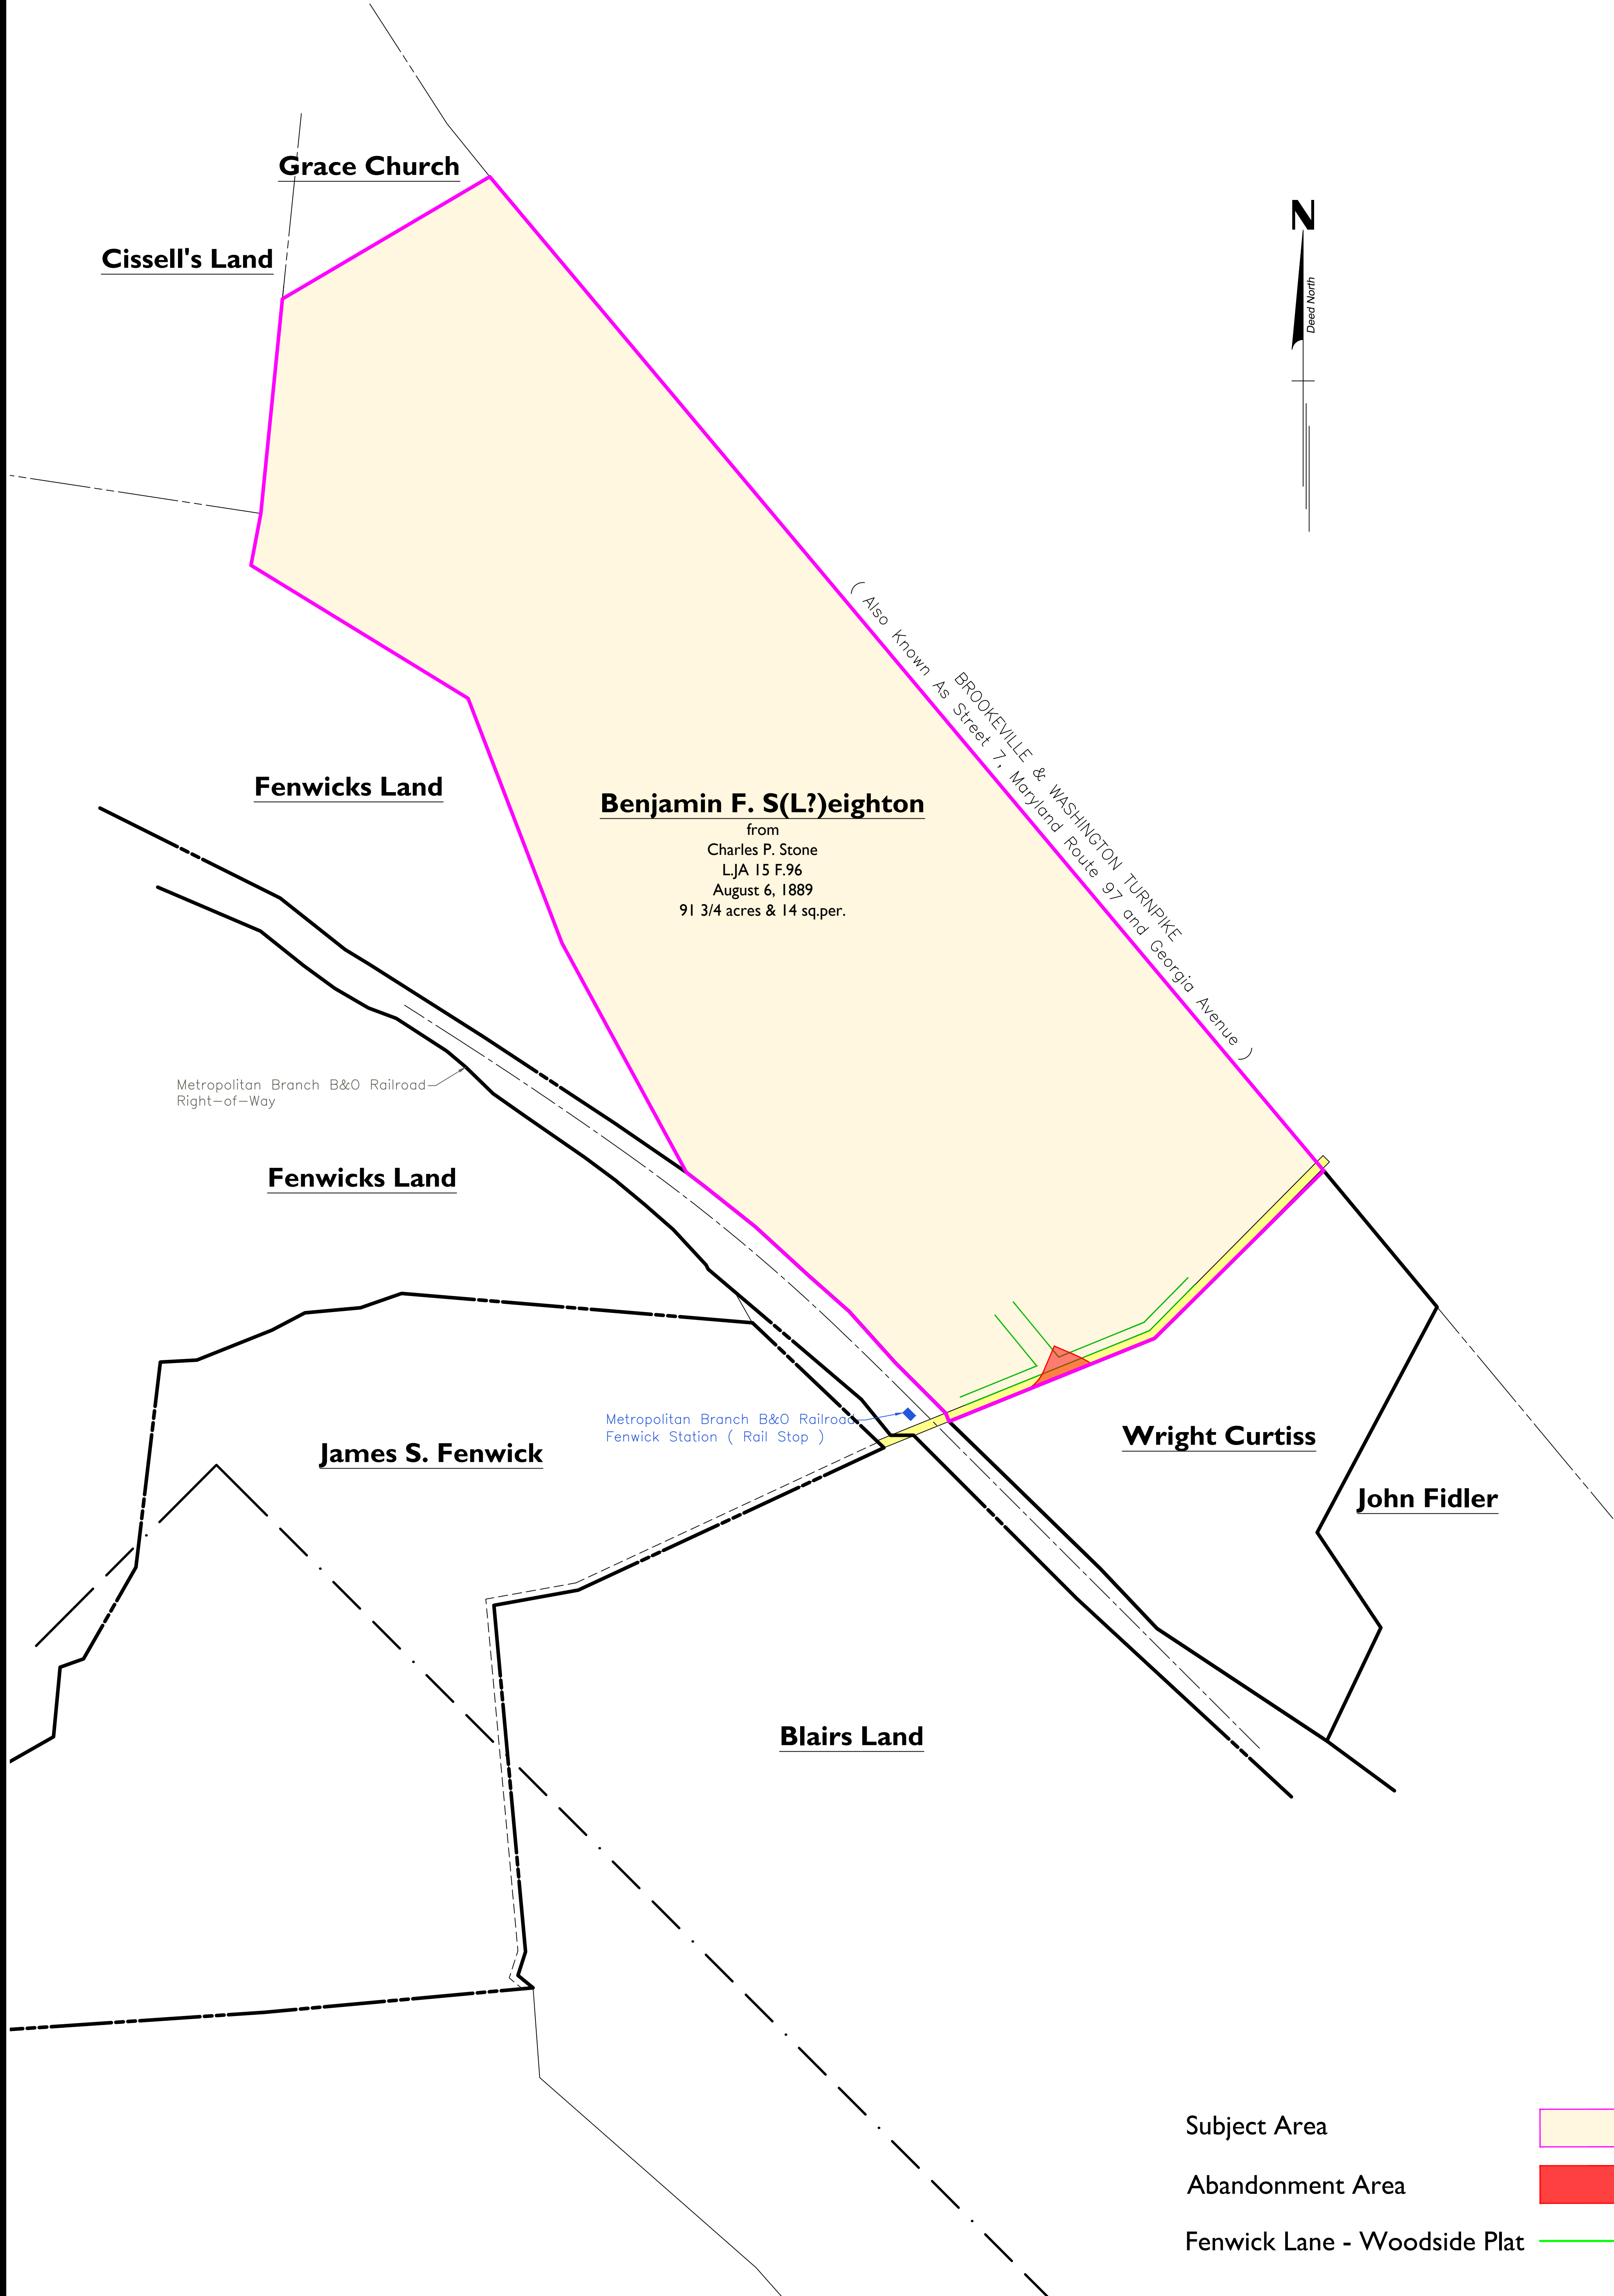 Grace Church
N
Cissell's Land
Deed North
( Also Known As Street 7, Maryland Route 97 and Georgia Avenue )
BROOKEVILLE & WASHINGTON TURNPIKE
Fenwicks Land
Benjamin F. S(L?)eighton
from
Charles P. Stone
L.JA 15 F.96
August 6, 1889
91 3/4 acres & 14 sq.per.
Metropolitan Branch B&O Railroad
Right-of-Way
Fenwicks Land
Metropolitan Branch B&O Railroad
Fenwick Station ( Rail Stop )
James S. Fenwick
Wright Curtiss
John Fidler
Blairs Land
Subject Area
Abandonment Area
Fenwick Lane - Woodside Plat